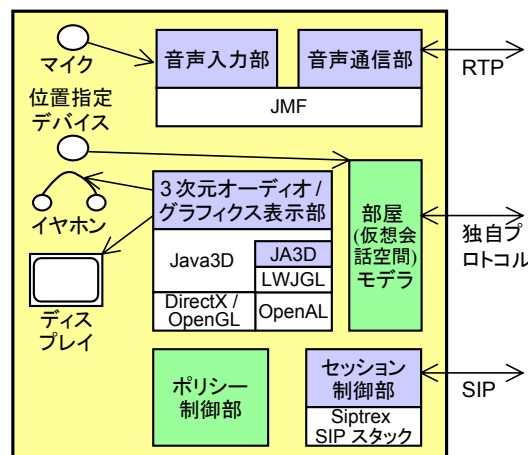 マイク
音声入力部
音声通信部
RTP
JMF
位置指定
デバイス
イヤホン
3 次元オーディオ /
グラフィクス表示部
Java3D
JA3D
LWJGL
DirectX /
OpenGL
OpenAL
部屋
(仮想会
話空間)
モデラ
独自プ
ロトコル
ディス
プレイ
ポリシー
制御部
セッション
制御部
Siptrex
SIP スタック
SIP